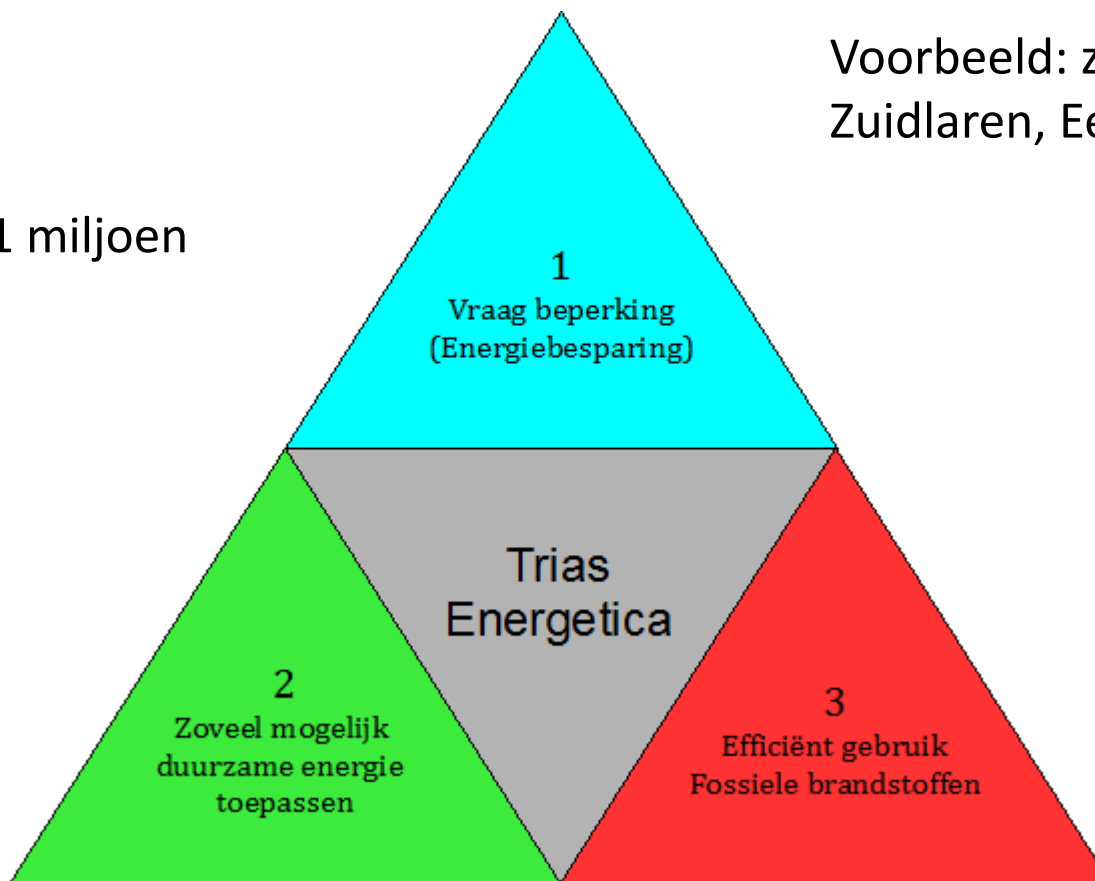 Voorbeeld:
Zuidlaren,
1 miljoen
1
Vraag beperking
(Energiebesparing)
Trias
Energetica
2
Zoveel mogelijk
duurzame energie
toepassen
3
Efficiënt gebruik
Fossiele brandstoffen